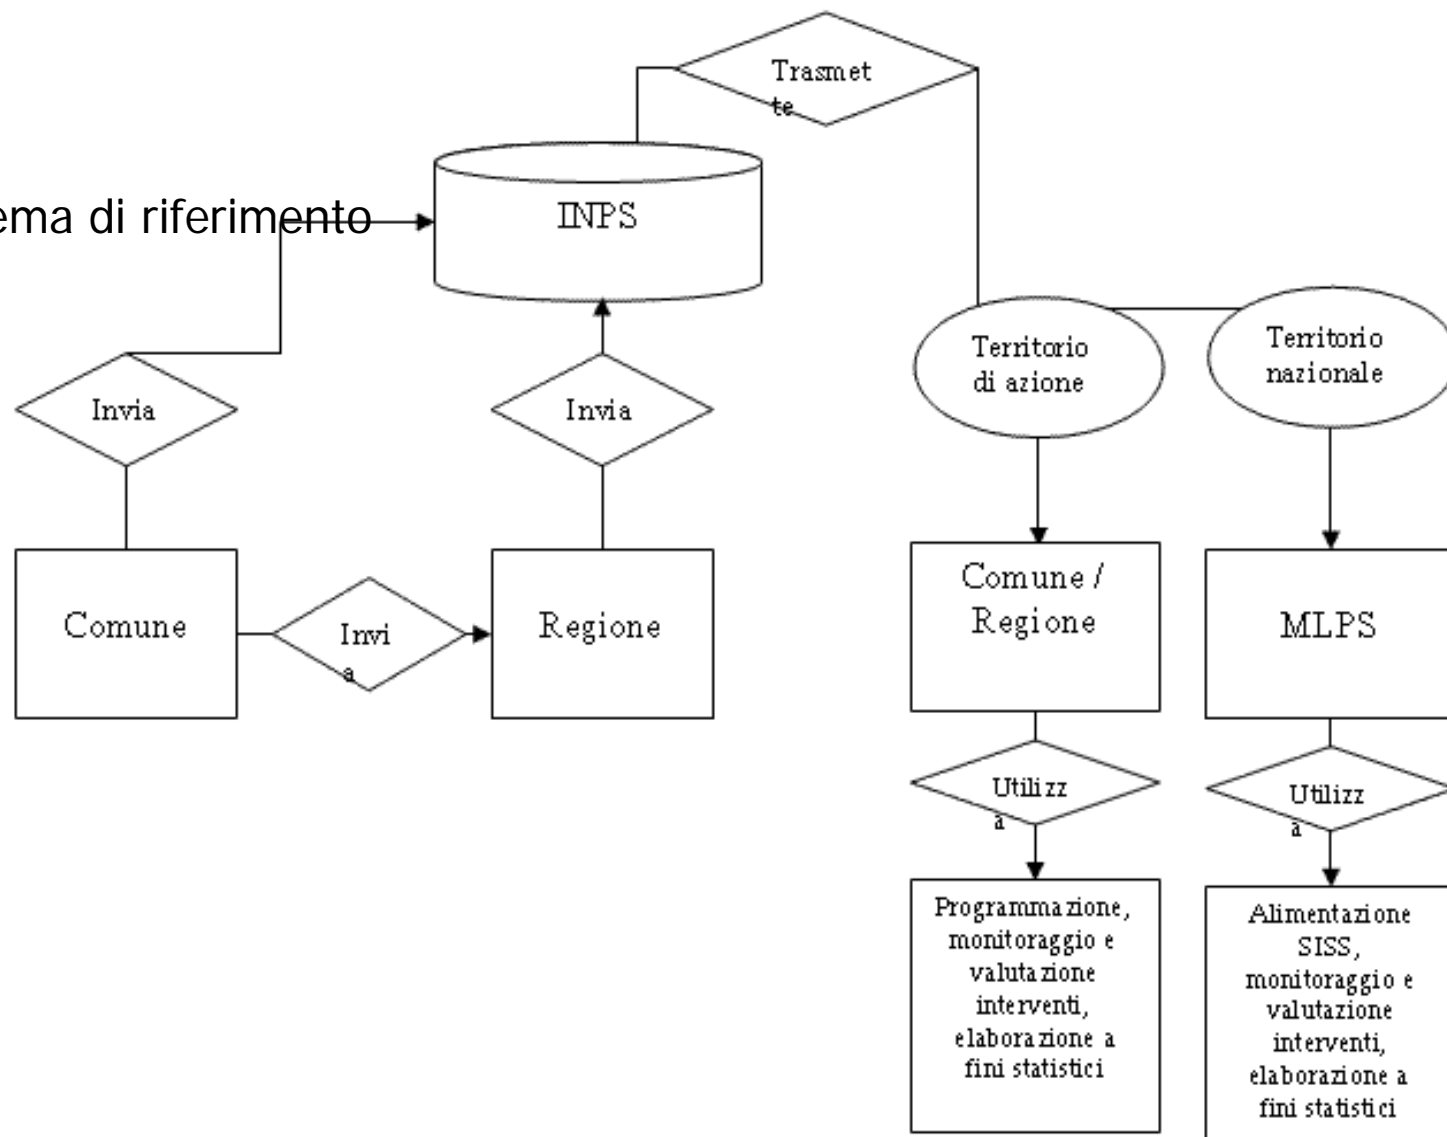 Trasmet
te
ema di riferimento
INPS
Invia
Invia
Territorio
di azione
Territorio
nazionale
Comune
Invi
a
Regione
Comune /
Regione
MLPS
Utilizz
a
Utilizz
a
Programmazione,
monitoraggio e
valutazione
interventi,
elaborazione a
fini statistici
Alimentazione
SISS,
monitoraggio e
valutazione
interventi,
elaborazione a
fini statistici